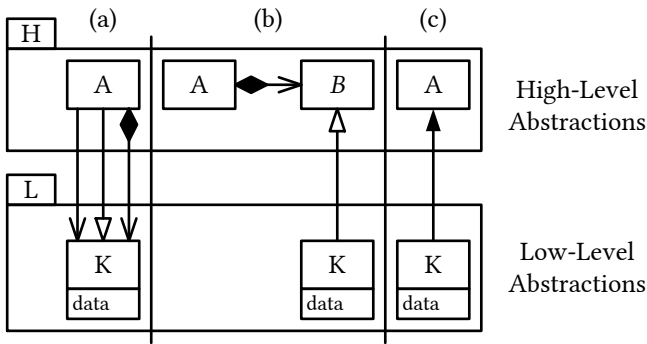 (a) (b) (c)
H
A A B A
High-Level
Abstractions
L
K K K
data data data
Low-Level
Abstractions